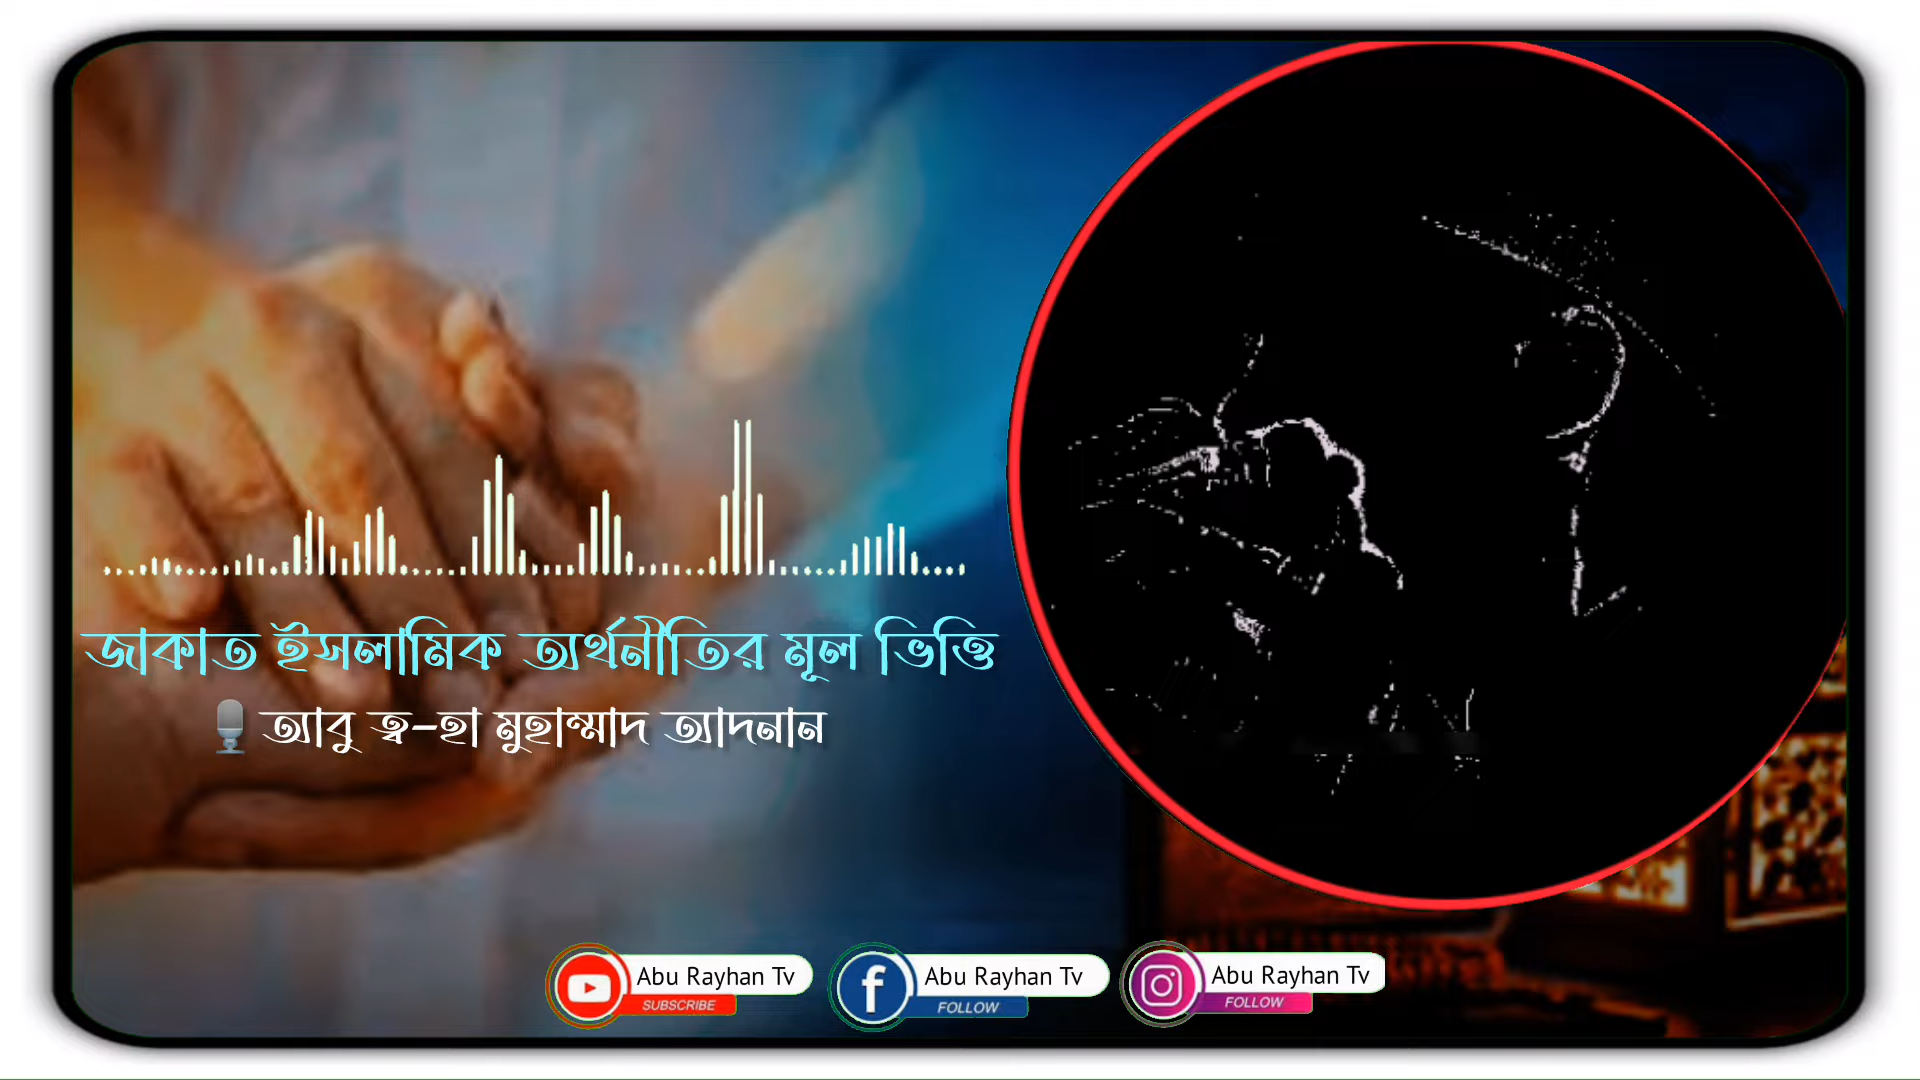 জাকাত ইসলামিক অর্থনীতির মূল ভিত্তি
আবু ত্ব-হা মুহাম্মাদ আদনান
Abu Rayhan Tv
SUBSCRIBE
Abu Rayhan Tv
FOLLOW
Abu Rayhan Tv
FOLLOW